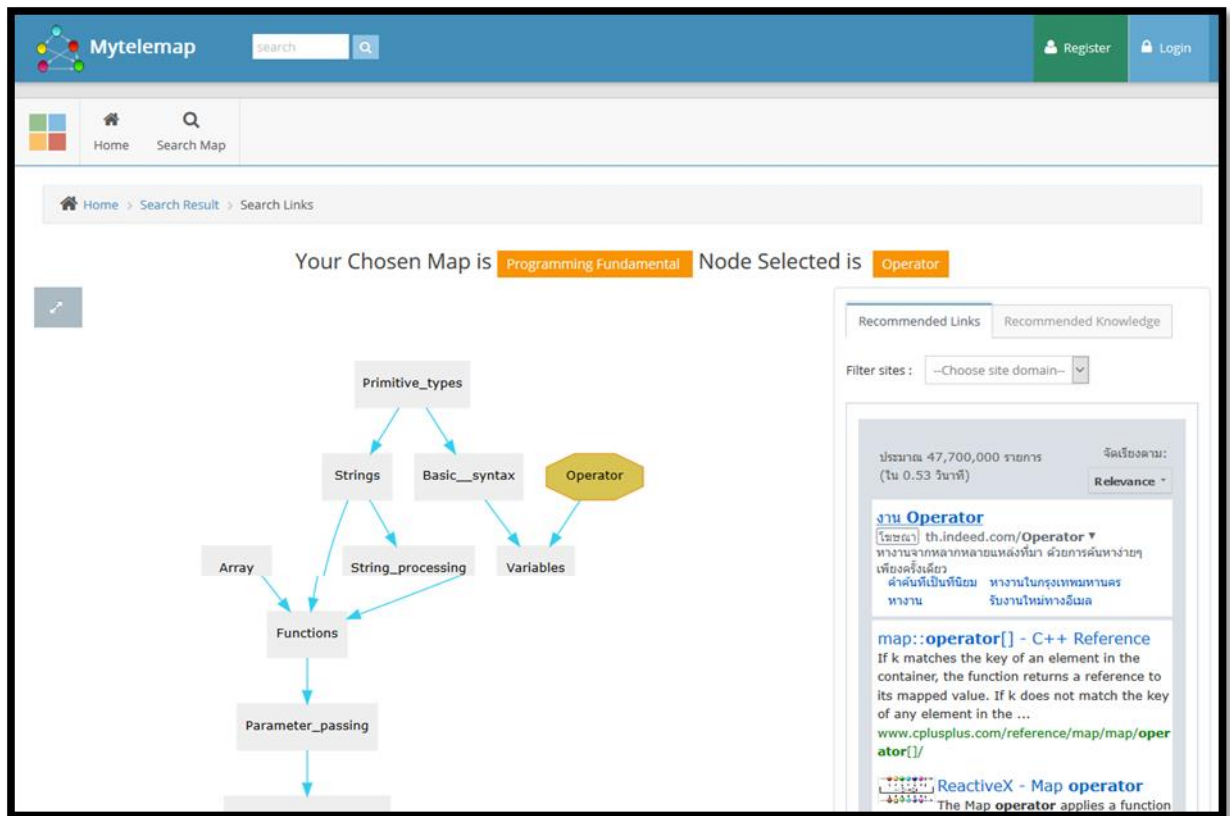 Mytelemap
search
Register
Login
Home
Search Map
Home > Search Result > Search Links
Your Chosen Map is Programming Fundamental Node Selected is Operator
Recommended Links
Recommended Knowledge
Filter sites :
--Choose site domain--
Primitive_types
Strings
Basic__syntax
Operator
Array
String_processing
Variables
Functions
Parameter_passing
ประมาณ 47,700,000 รายการ
(ใน 0.53 วินาที)
จัดเรียงตาม:
Relevance
งาน Operator
โฆษณา th.indeed.com/Operator
หางานจากหลากหลายแหล่งที่มา ด้วยการค้นหาง่ายๆ
เพียงครั้งเดียว
คำค้นที่เป็นที่นิยม หางานในกรุงเทพมหานคร
หางาน รับงานใหม่ทางอีเมล
map::operator[] - C++ Reference
If k matches the key of an element in the
container, the function returns a reference to
its mapped value. If k does not match the key
of any element in the ...
www.cplusplus.com/reference/map/map/oper
ator[]/
ReactiveX - Map operator
The Map operator applies a function